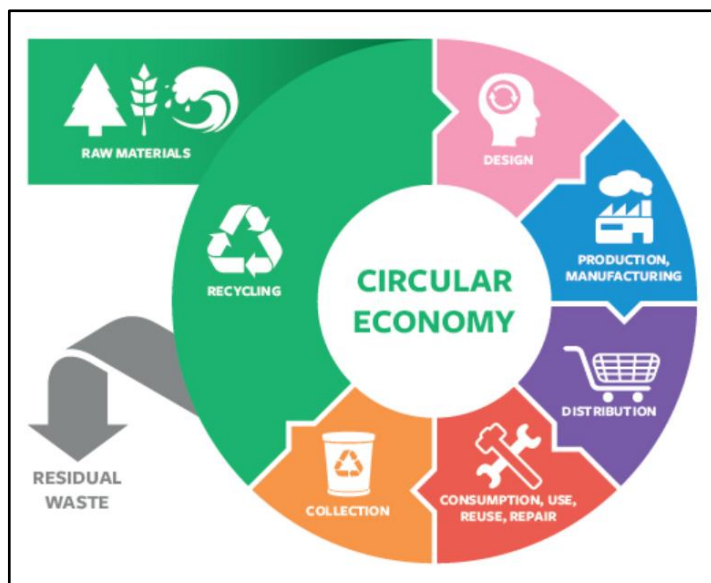 RAW MATERIALS
DESIGN
PRODUCTION,
MANUFACTURING
RECYCLING
CIRCULAR
ECONOMY
DISTRIBUTION
CONSUMPTION, USE,
REUSE, REPAIR
COLLECTION
RESIDUAL
WASTE